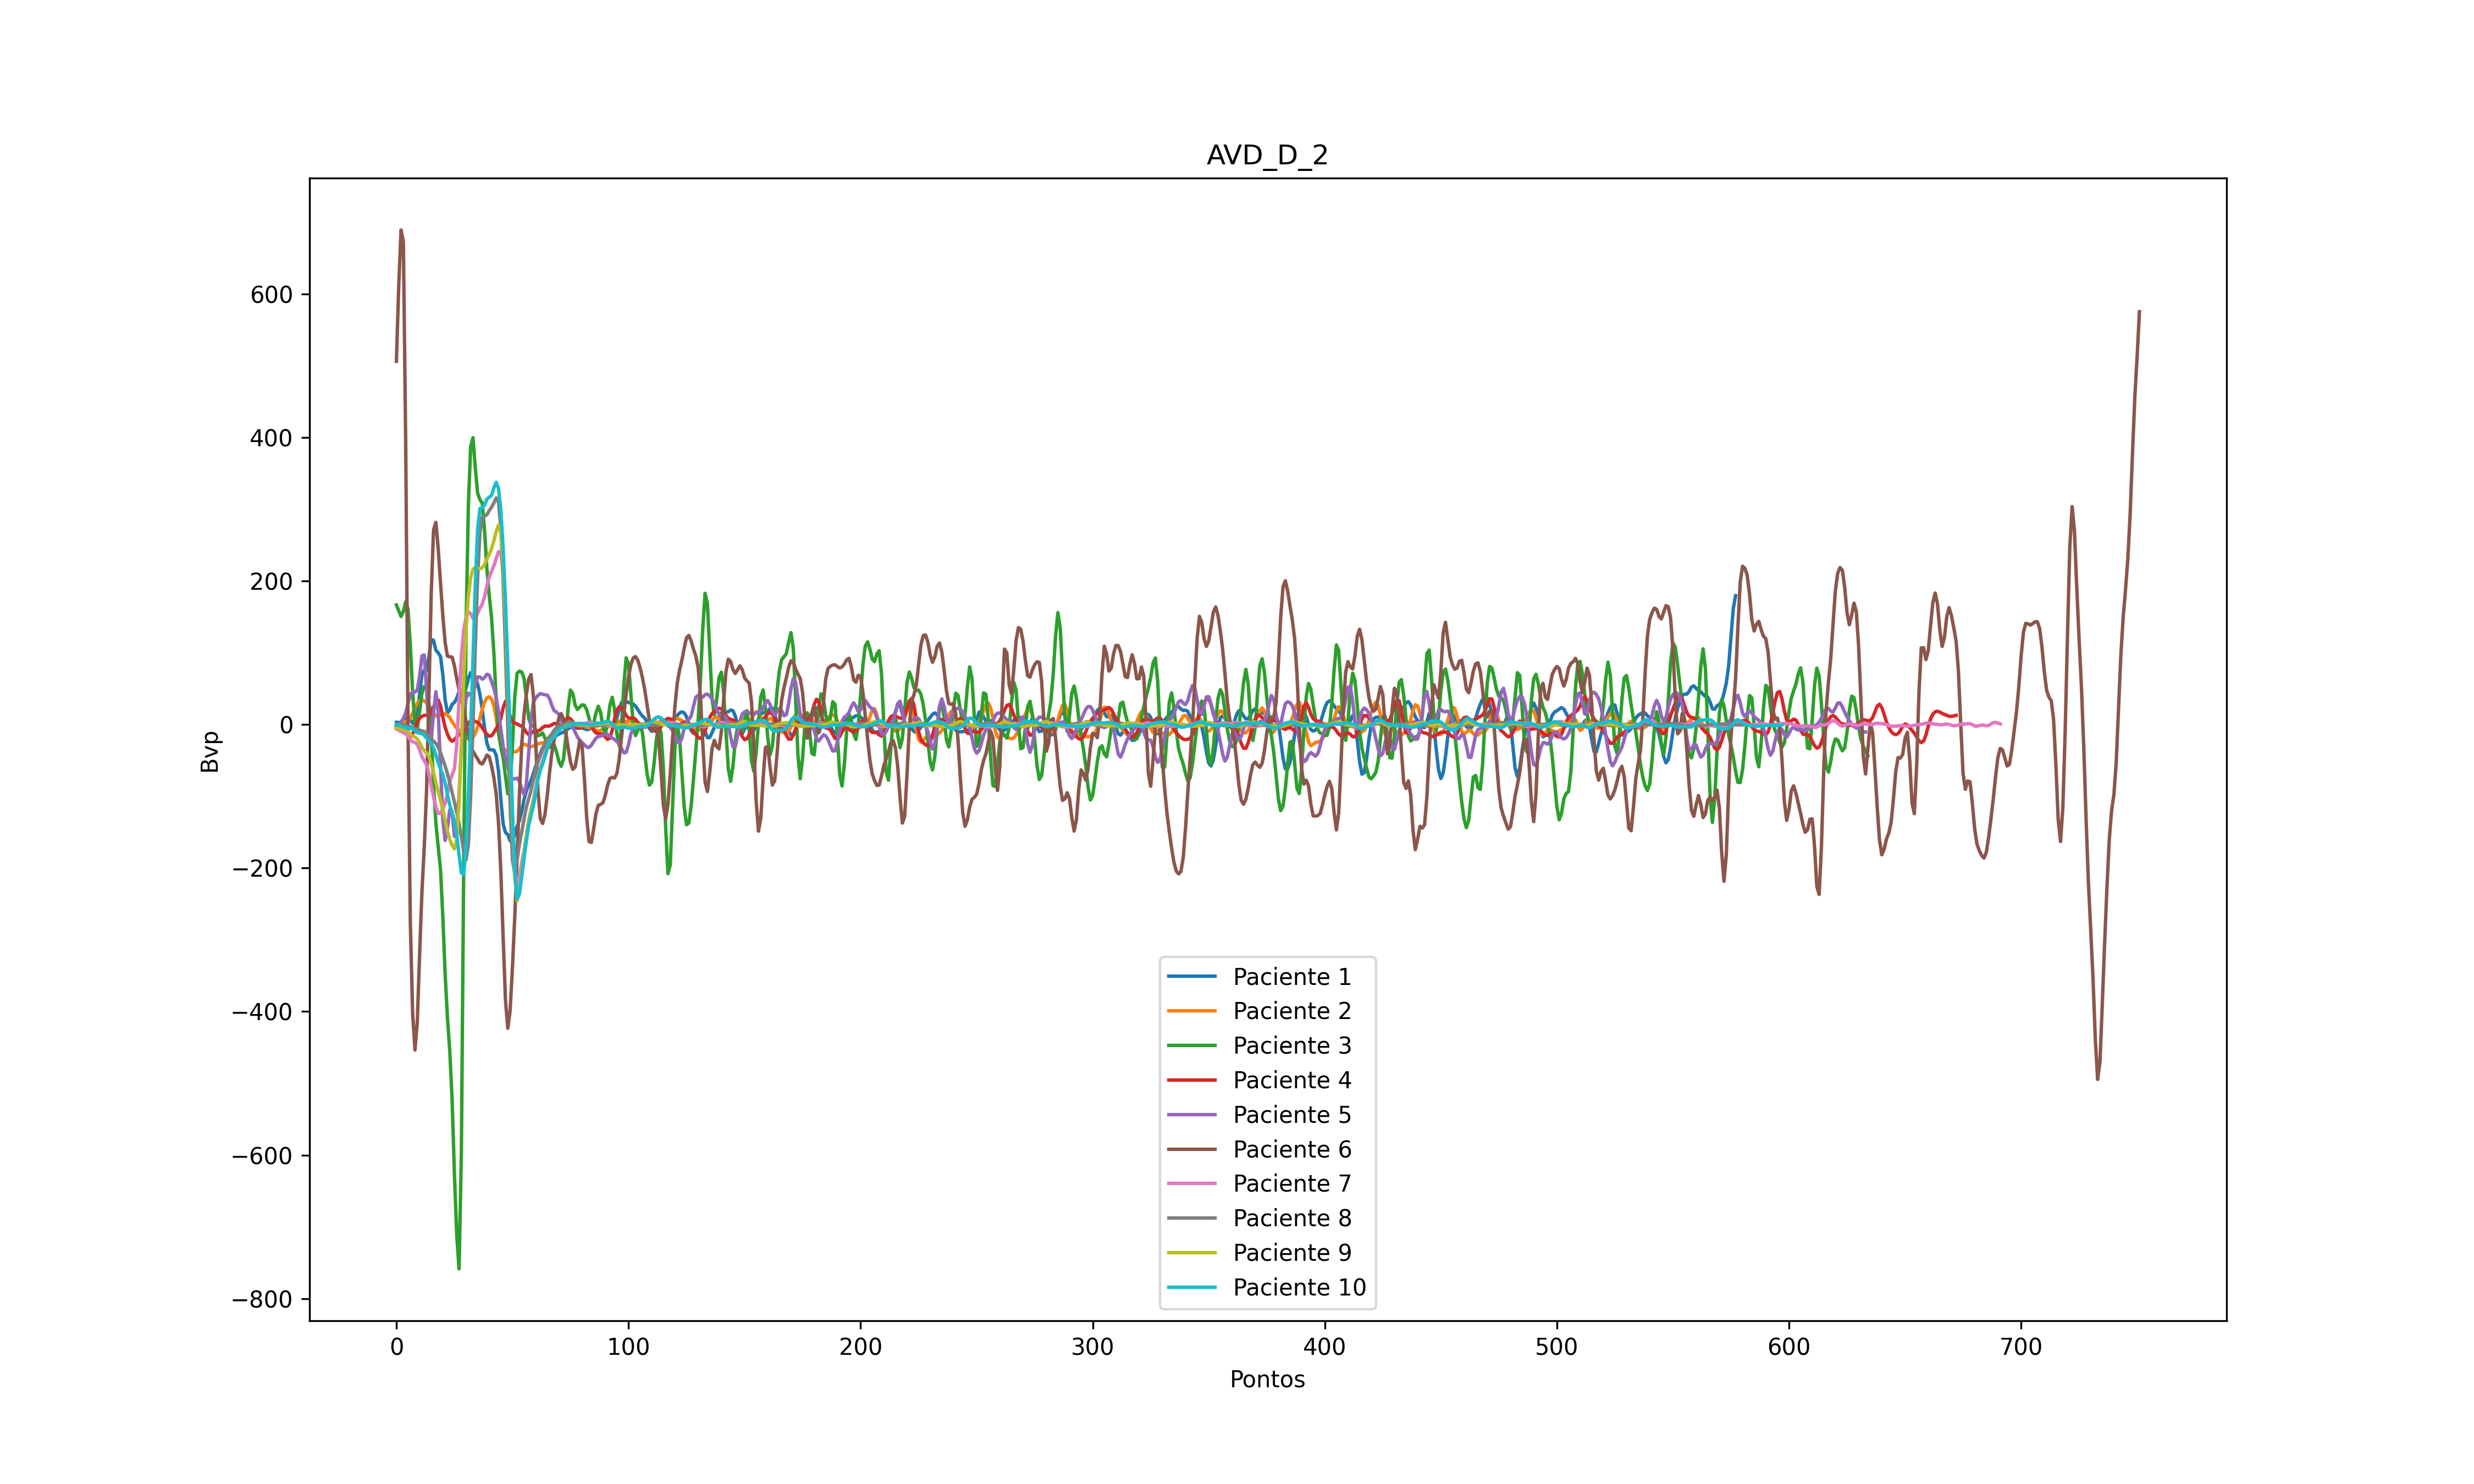 AVD_D_2
Bvp
600
400
200
0
−200
−400
−600
−800
0 100 200 300 400 500 600 700
Pontos
Paciente 1
Paciente 2
Paciente 3
Paciente 4
Paciente 5
Paciente 6
Paciente 7
Paciente 8
Paciente 9
Paciente 10